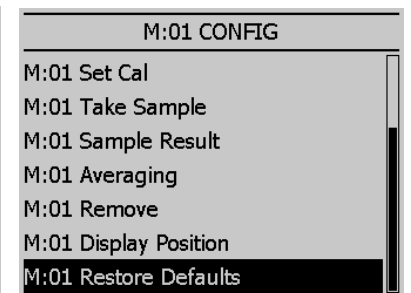 M:01 CONFIG
M:01 Set Cal
M:01 Take Sample
M:01 Sample Result
M:01 Averaging
M:01 Remove
M:01 Display Position
M:01 Restore Defaults